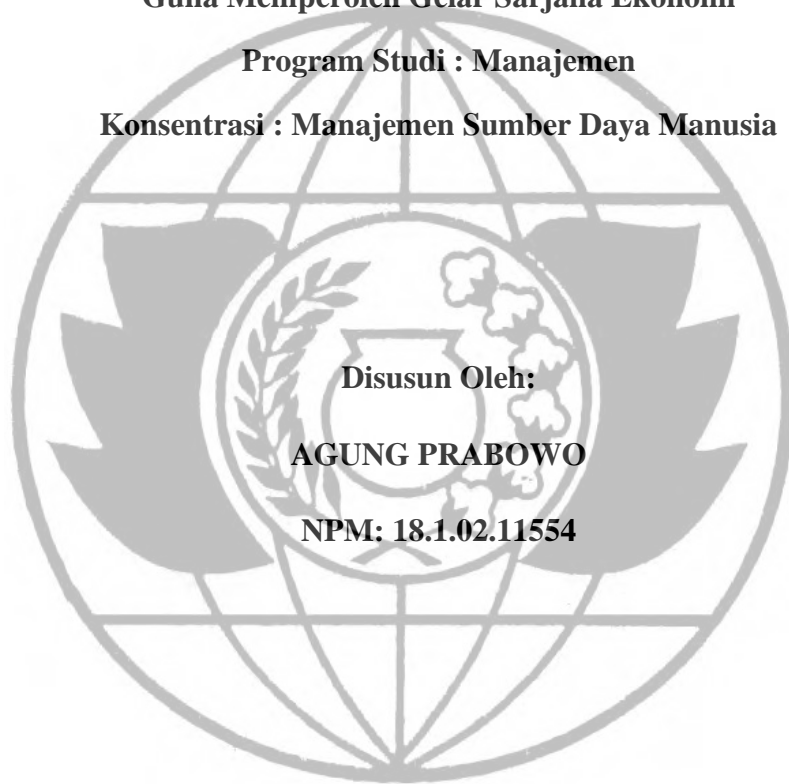 Guna Memperoleh Gelar Sarjana Ekonomi
Program Studi : Manajemen
Konsentrasi : Manajemen Sumber Daya Manusia
Disusun Oleh:
AGUNG PRABOWO
NPM: 18.1.02.11554